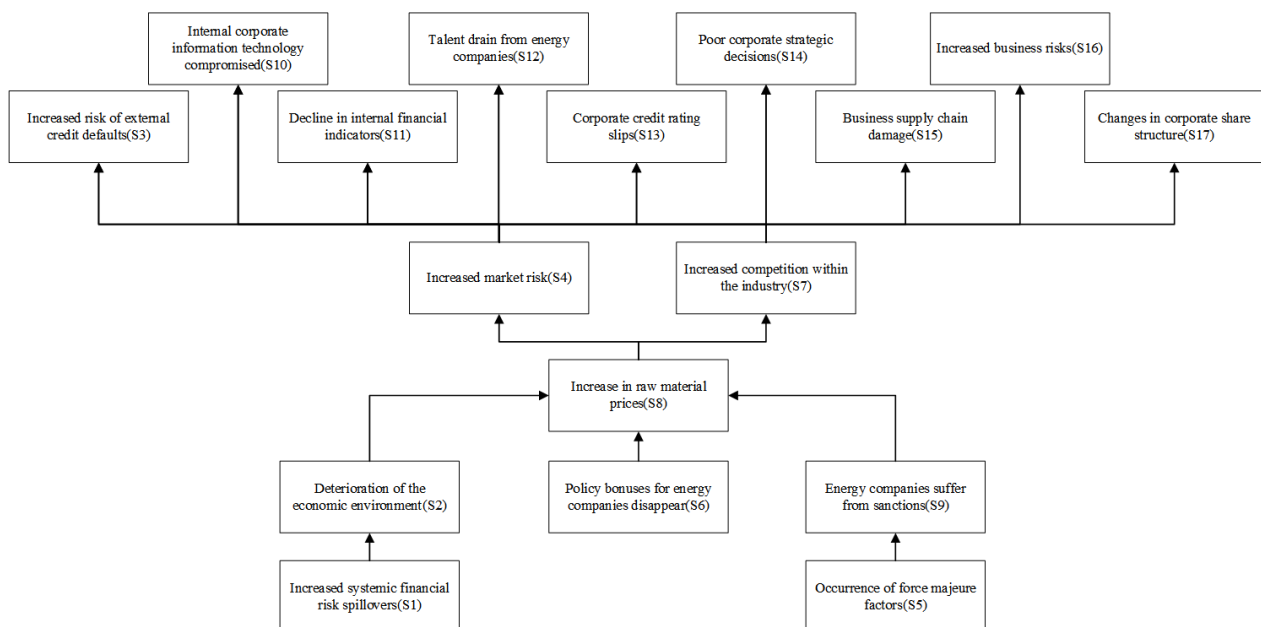 Internal corporate
information technology
compromised(S10)
Talent drain from energy
companies(S12)
Poor corporate strategic
decisions(S14)
Increased business risks(S16)
Increased risk of external
credit defaults(S3)
Decline in internal financial
indicators(S11)
Corporate credit rating
slips(S13)
Business supply chain
damage(S15)
Changes in corporate share
structure(S17)
Increased market risk(S4)
Increased competition within
the industry(S7)
Increase in raw material
prices(S8)
Deterioration of the
economic environment(S2)
Policy bonuses for energy
companies disappear(S6)
Energy companies suffer
from sanctions(S9)
Increased systemic financial
risk spillovers(S1)
Occurrence of force majeure
factors(S5)